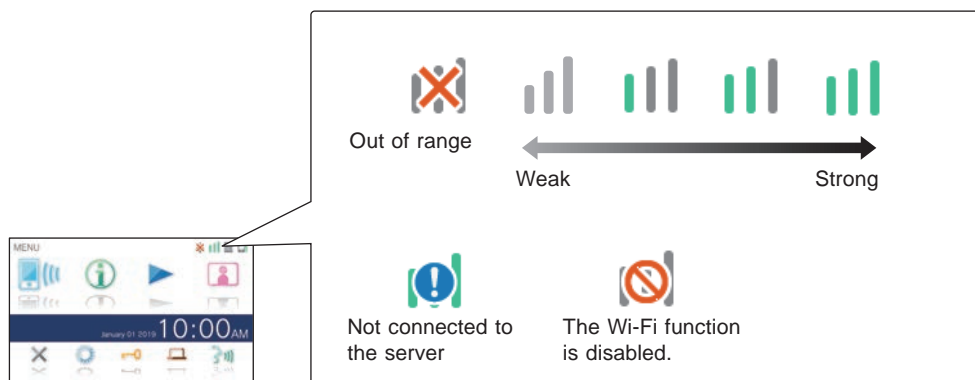 Out of range
Weak
Strong
MENU
January 01 2019 10:00AM
Not connected to
the server
The Wi-Fi function
is disabled.